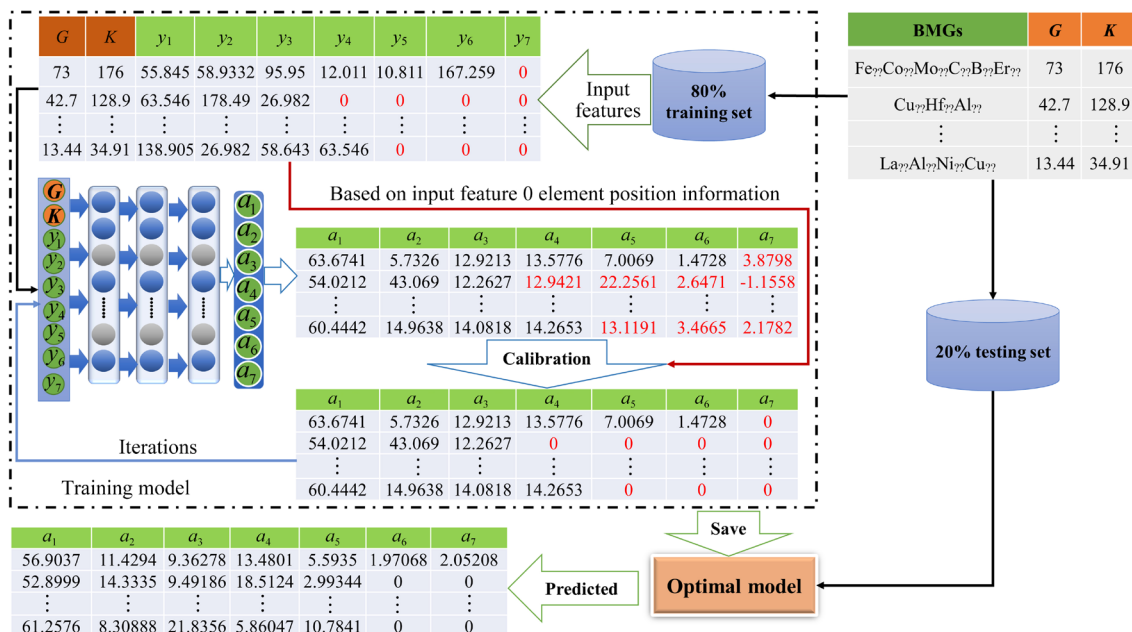 G K y1 y2 y3 y4 y5 y6 y7
73 176 55.845 58.9332 95.95 12.011 10.811 167.259 0
42.7 128.9 63.546 178.49 26.982 0 0 0 0
⋮ ⋮ ⋮ ⋮ ⋮ ⋮ ⋮ ⋮ ⋮
13.44 34.91 138.905 26.982 58.643 63.546 0 0 0
Input
features
80%
training set
BMGs G K
Fe??Co??Mo??C??B??Er?? 73 176
Cu??Hf??Al?? 42.7 128.9
⋮ ⋮ ⋮
La??Al??Ni??Cu?? 13.44 34.91
Based on input feature 0 element position information
G
K
y1
y2
y3
y4
y5
y6
y7
a1
a2
a3
a4
a5
a6
a7
a1 a2 a3 a4 a5 a6 a7
63.6741 5.7326 12.9213 13.5776 7.0069 1.4728 3.8798
54.0212 43.069 12.2627 12.9421 22.2561 2.6471 -1.1558
⋮ ⋮ ⋮ ⋮ ⋮ ⋮ ⋮
60.4442 14.9638 14.0818 14.2653 13.1191 3.4665 2.1782
Calibration
20% testing set
a1 a2 a3 a4 a5 a6 a7
63.6741 5.7326 12.9213 13.5776 7.0069 1.4728 0
54.0212 43.069 12.2627 0 0 0 0
⋮ ⋮ ⋮ ⋮ ⋮ ⋮ ⋮
60.4442 14.9638 14.0818 14.2653 0 0 0
Iterations
Training model
Save
Optimal model
Predicted
a1 a2 a3 a4 a5 a6 a7
56.9037 11.4294 9.36278 13.4801 5.5935 1.97068 2.05208
52.8999 14.3335 9.49186 18.5124 2.99344 0 0
⋮ ⋮ ⋮ ⋮ ⋮ ⋮ ⋮
61.2576 8.30888 21.8356 5.86047 10.7841 0 0